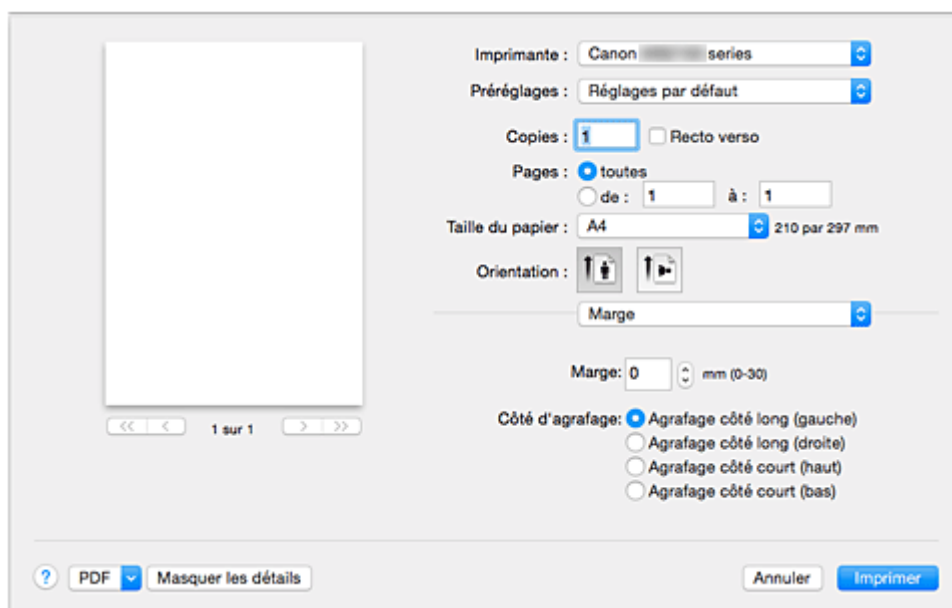 Imprimante : Canon series
Préréglages : Réglages par défaut
Copies : 1 Recto verso
Pages : toutes
de : 1 à : 1
Taille du papier : A4 210 par 297 mm
Orientation :
Marge
Marge: 0 mm (0-30)
Côté d'agrafage: Agrafage côté long (gauche)
Agrafage côté long (droite)
Agrafage côté court (haut)
Agrafage côté court (bas)
1 sur 1
? PDF Masquer les détails Annuler Imprimer